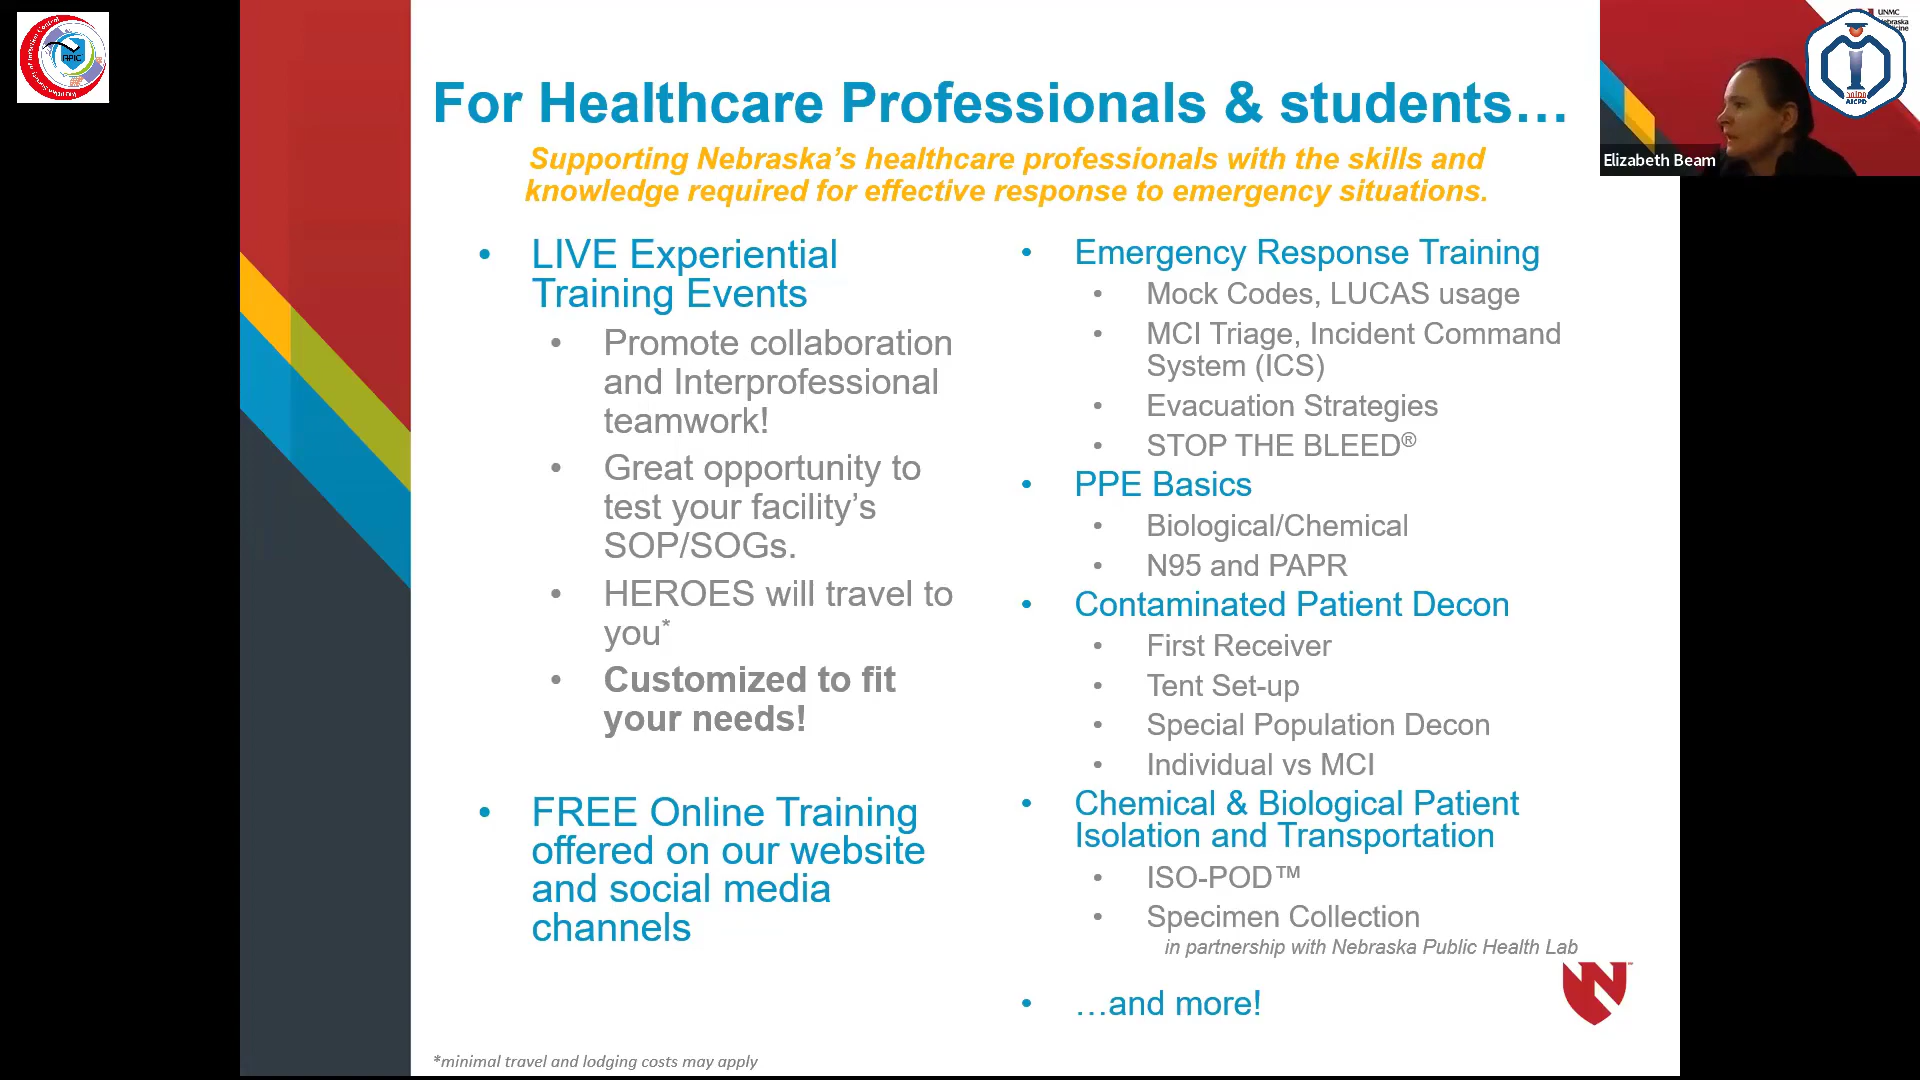 For Healthcare Professionals & students…
Supporting Nebraska’s healthcare professionals with the skills and
knowledge required for effective response to emergency situations.
• LIVE Experiential
Training Events
• Promote collaboration
and Interprofessional
teamwork!
• Great opportunity to
test your facility’s
SOP/SOGs.
• HEROES will travel to
you*
• Customized to fit
your needs!
• FREE Online Training
offered on our website
and social media
channels
• Emergency Response Training
• Mock Codes, LUCAS usage
• MCI Triage, Incident Command
System (ICS)
• Evacuation Strategies
• STOP THE BLEED®
• PPE Basics
• Biological/Chemical
• N95 and PAPR
• Contaminated Patient Decon
• First Receiver
• Tent Set-up
• Special Population Decon
• Individual vs MCI
• Chemical & Biological Patient
Isolation and Transportation
• ISO-POD™
• Specimen Collection
in partnership with Nebraska Public Health Lab
• …and more!
*minimal travel and lodging costs may apply
Elizabeth Beam
UNMC
AICPD
APIC